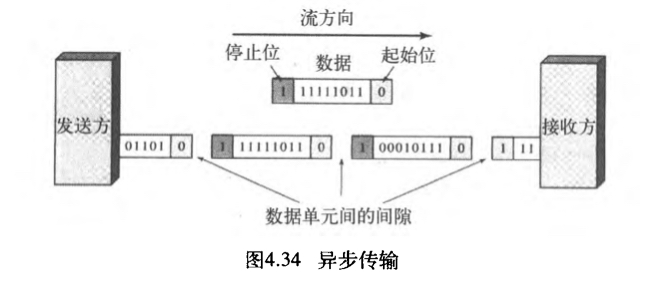 流方向
停止位 数据 起始位
1 11111011 0
发送方 接收方
01101 0 1 11111011 0 1 00010111 0 1 11
数据单元间的间隙
图4.34 异步传输